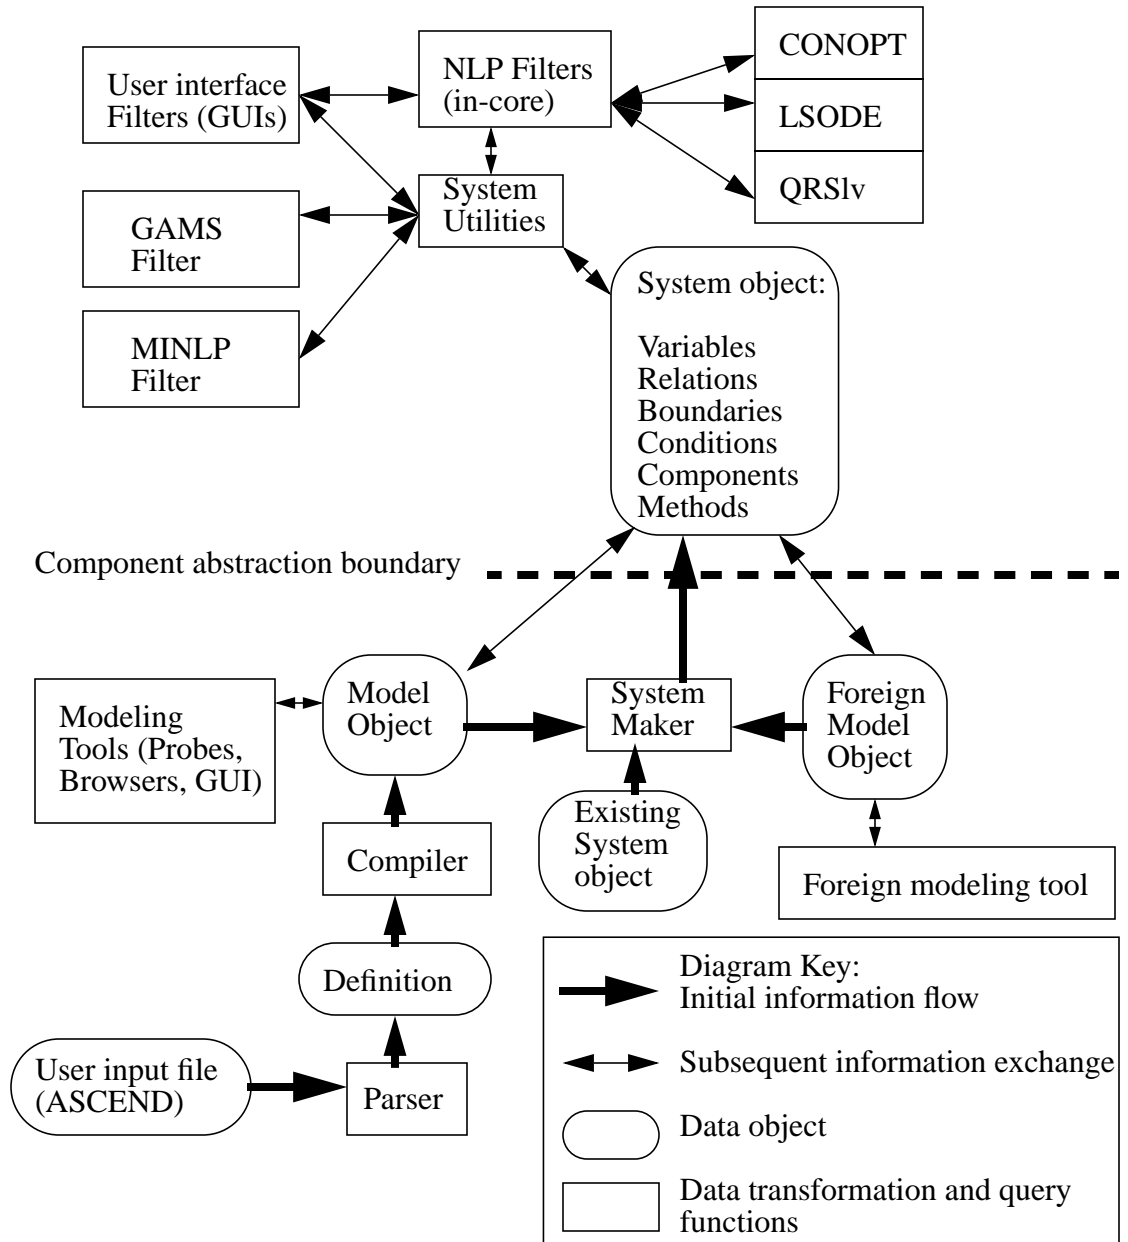 User interface
Filters (GUIs)
NLP Filters
(in-core)
CONOPT
LSODE
QRSlv
System
Utilities
GAMS
Filter
MINLP
Filter
System object:
Variables
Relations
Boundaries
Conditions
Components
Methods
Component abstraction boundary
Modeling
Tools (Probes,
Browsers, GUI)
Model
Object
System
Maker
Foreign
Model
Object
Existing
System
object
Compiler
Foreign modeling tool
Definition
User input file
(ASCEND)
Parser
Diagram Key:
Initial information flow
Subsequent information exchange
Data object
Data transformation and query
functions